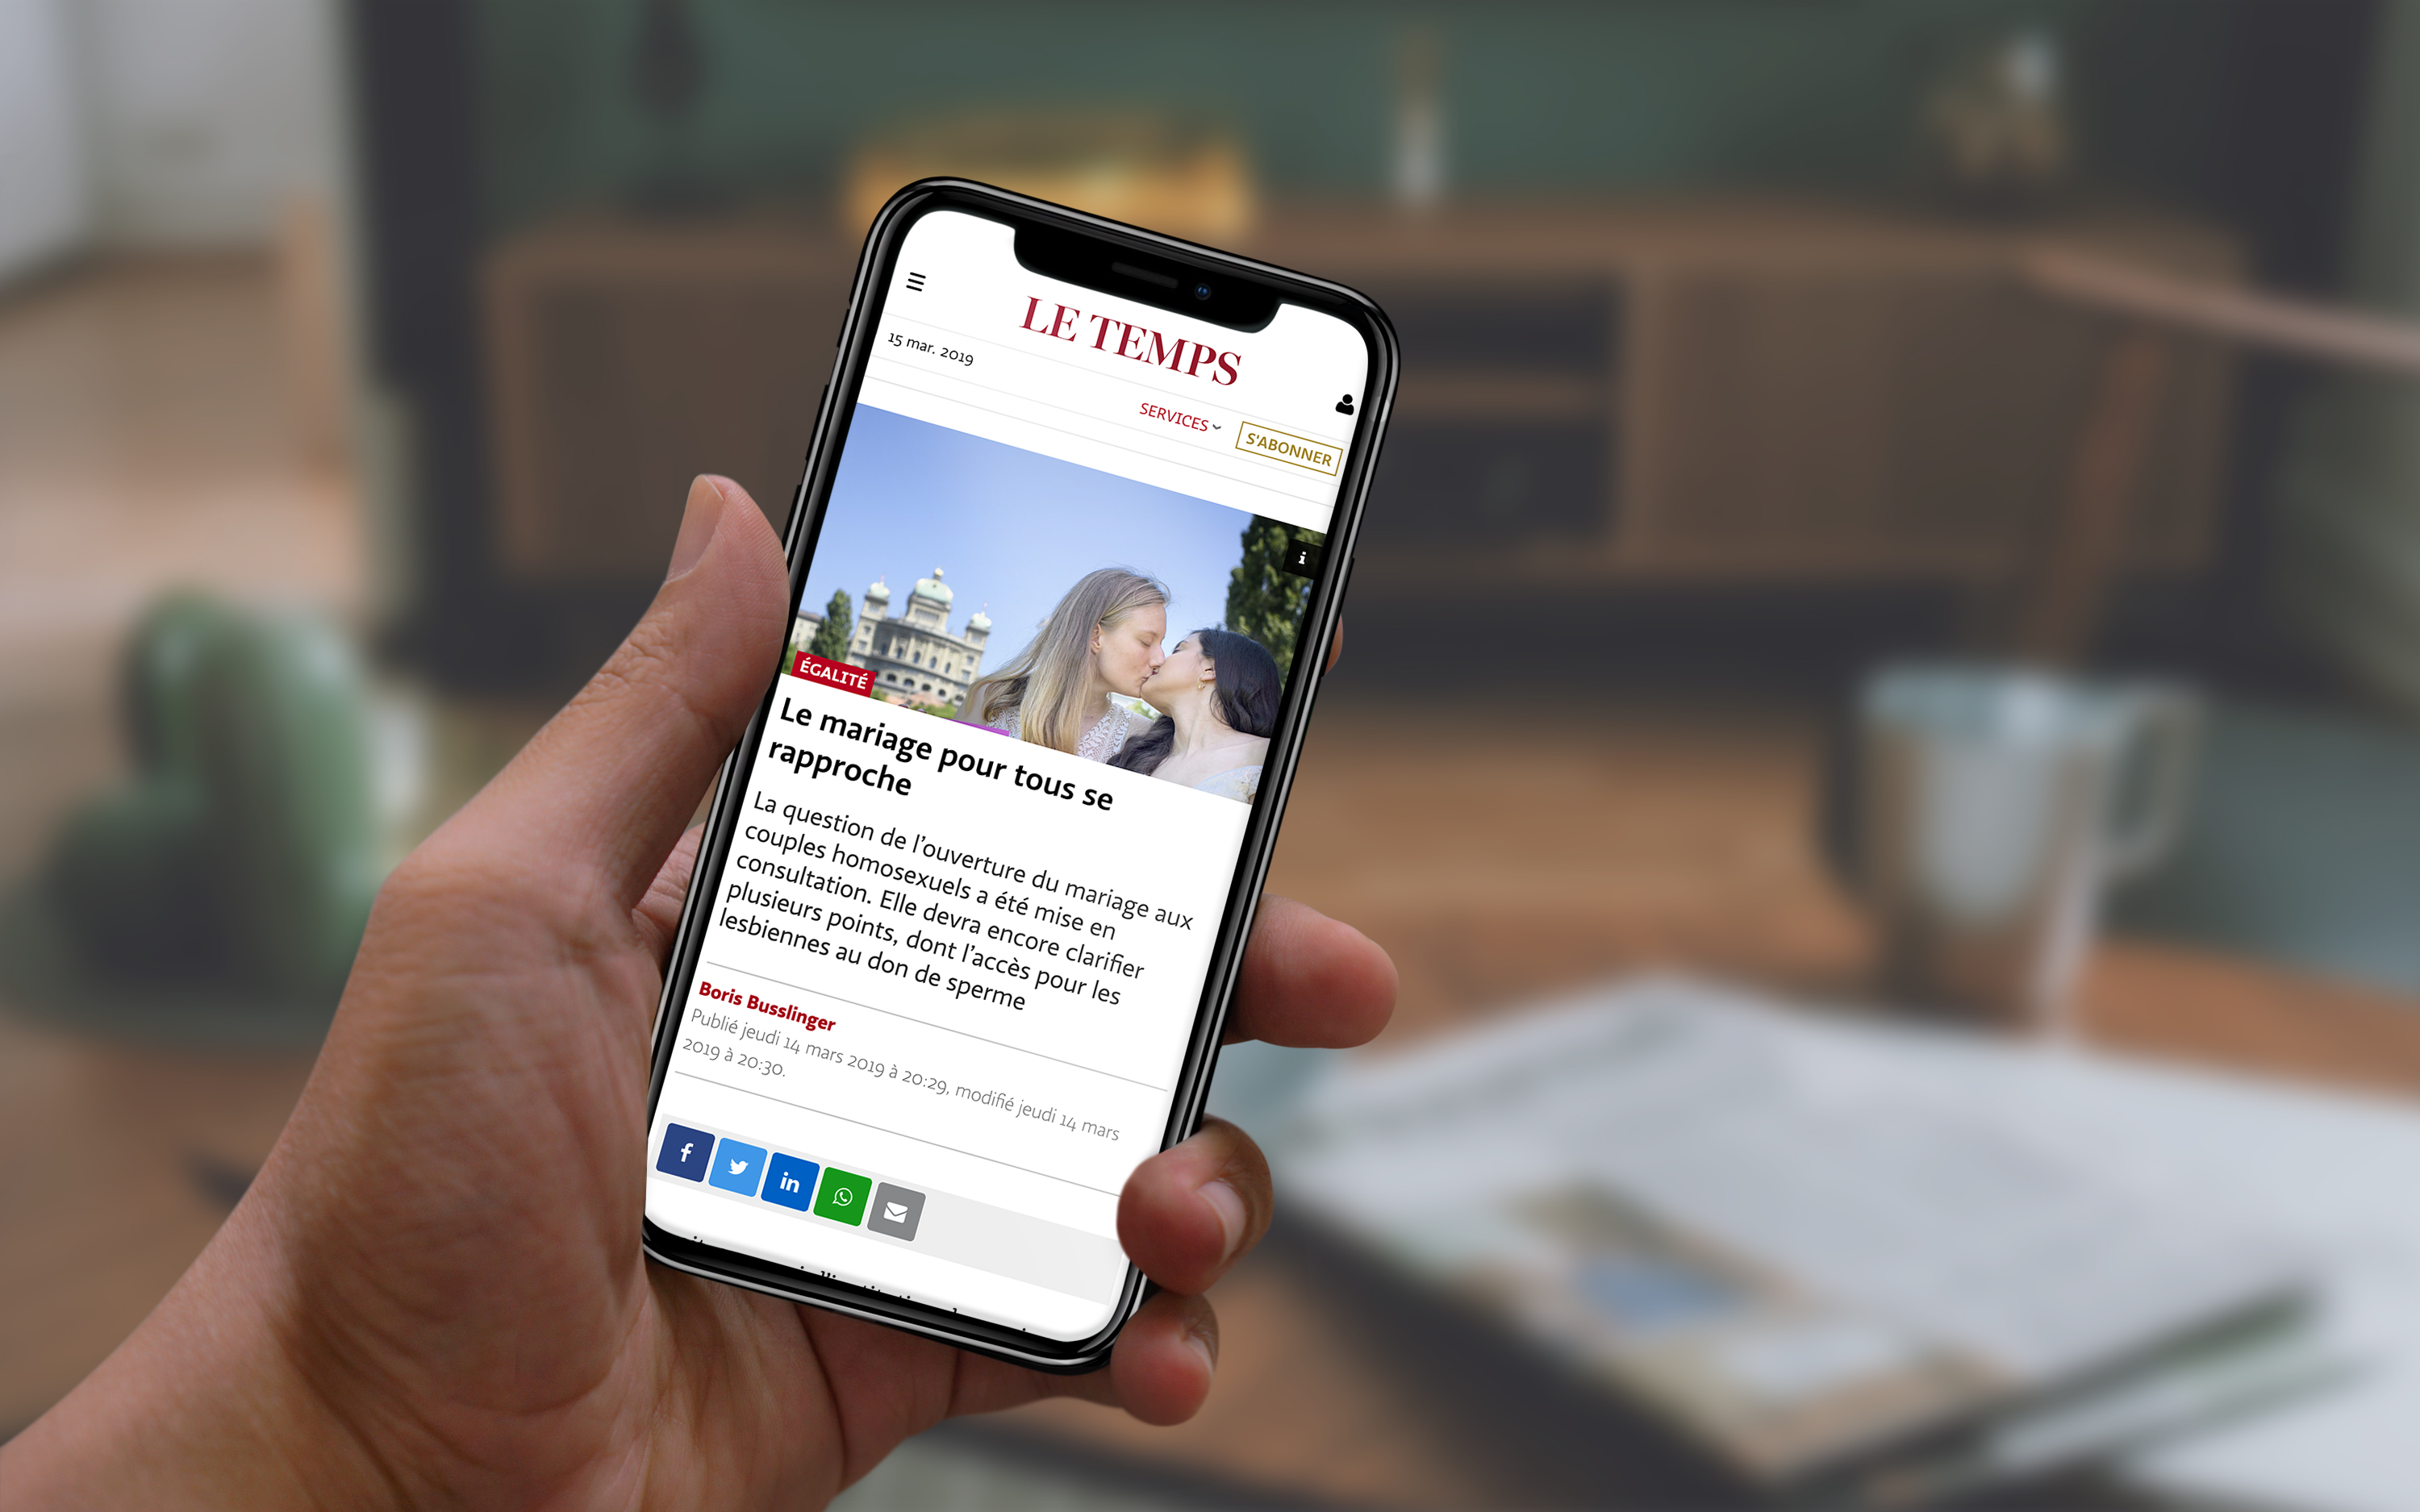 LE TEMPS
15 mar. 2019
SERVICES
S'ABONNER
i
ÉGALITÉ
Le mariage pour tous se
rapproche
La question de l'ouverture du mariage aux
couples homosexuels a été mise en
consultation. Elle devra encore clarifier
plusieurs points, dont l'accès pour les
lesbiennes au don de sperme
Boris Busslinger
Publié jeudi 14 mars 2019 à 20:29, modifié jeudi 14 mars
2019 à 20:30.
f
in